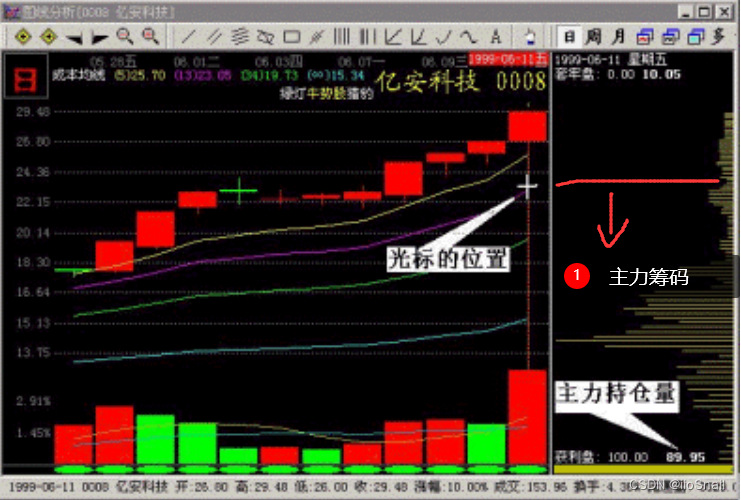 图线分析[0008 亿安科技]
日 周 月 多
05.28五 06.01二 06.03四 06.07一 06.09三 1999-06-11五
日
成本均线 (5)25.70 (13)23.05 (34)19.73 (∞)15.34
亿安科技 0008
绿灯牛势股猎豹
1999-06-11 星期五
套牢盘: 0.00 10.05
29.48
26.80
24.36
22.15
20.14
18.30
16.64
15.13
13.75
2.91%
1.45%
光标的位置
1 主力筹码
主力持仓量
获利盘: 100.00 89.95
1999-06-11 亿安科技 开:26.80 高:29.48 低:26.00 收:29.48 涨幅:10.00% 成交:153.96 换手:4.38
CSDN @llpSnail